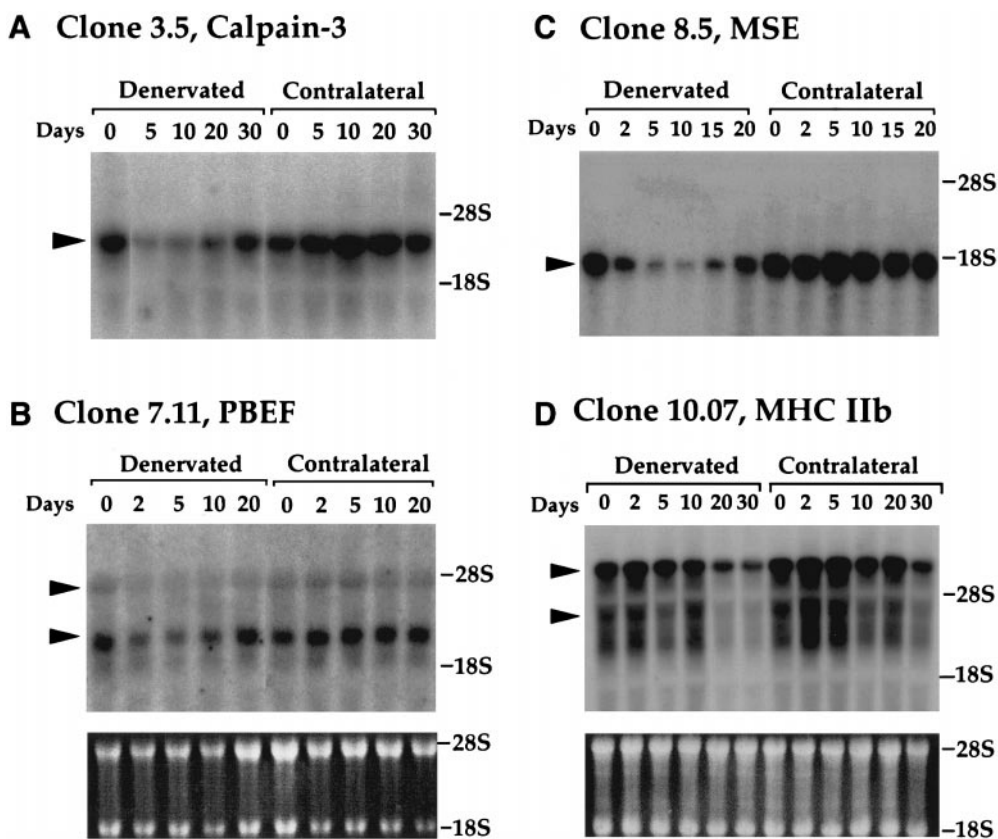 A Clone 3.5, Calpain-3
Denervated Contralateral
Days 0 5 10 20 30 0 5 10 20 30
-28S
-18S
B Clone 7.11, PBEF
Denervated Contralateral
Days 0 2 5 10 20 0 2 5 10 20
-28S
-18S
-28S
-18S
C Clone 8.5, MSE
Denervated Contralateral
Days 0 2 5 10 15 20 0 2 5 10 15 20
-28S
-18S
D Clone 10.07, MHC IIb
Denervated Contralateral
Days 0 2 5 10 20 30 0 2 5 10 20 30
-28S
-18S
-28S
-18S